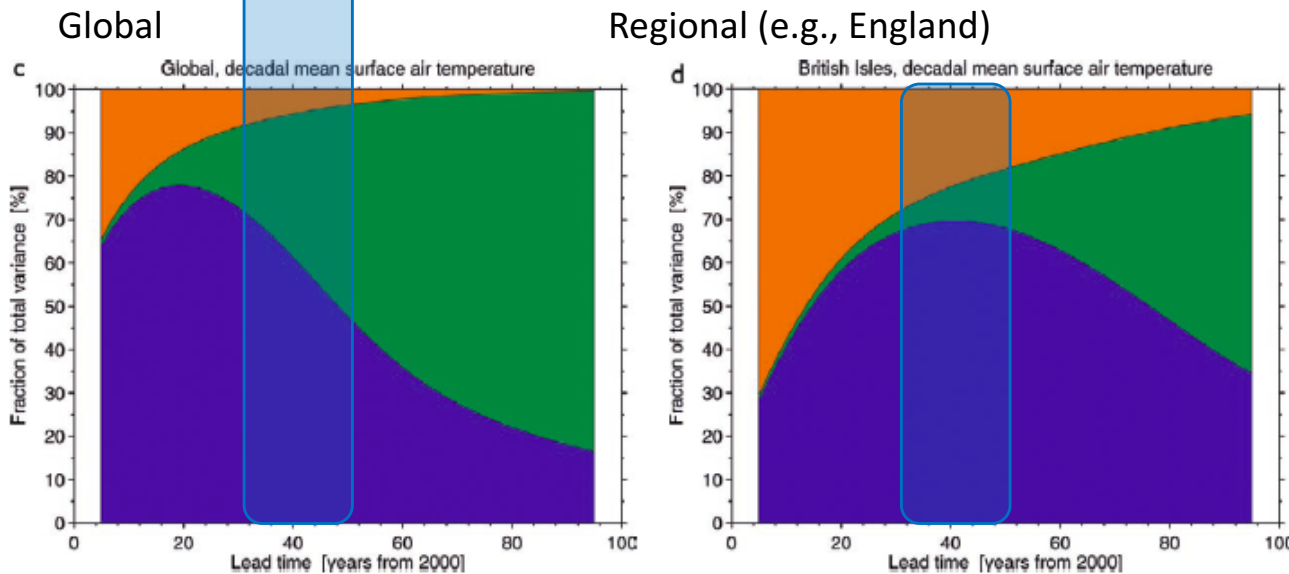 Global
Regional (e.g., England)
c
Global, decadal mean surface air temperature
100
90
80
70
60
50
40
30
20
10
0
Fraction of total variance [%]
0 20 40 60 80 100
Lead time [years from 2000]
d
British Isles, decadal mean surface air temperature
100
90
80
70
60
50
40
30
20
10
0
Fraction of total variance [%]
0 20 40 60 80 100
Lead time [years from 2000]